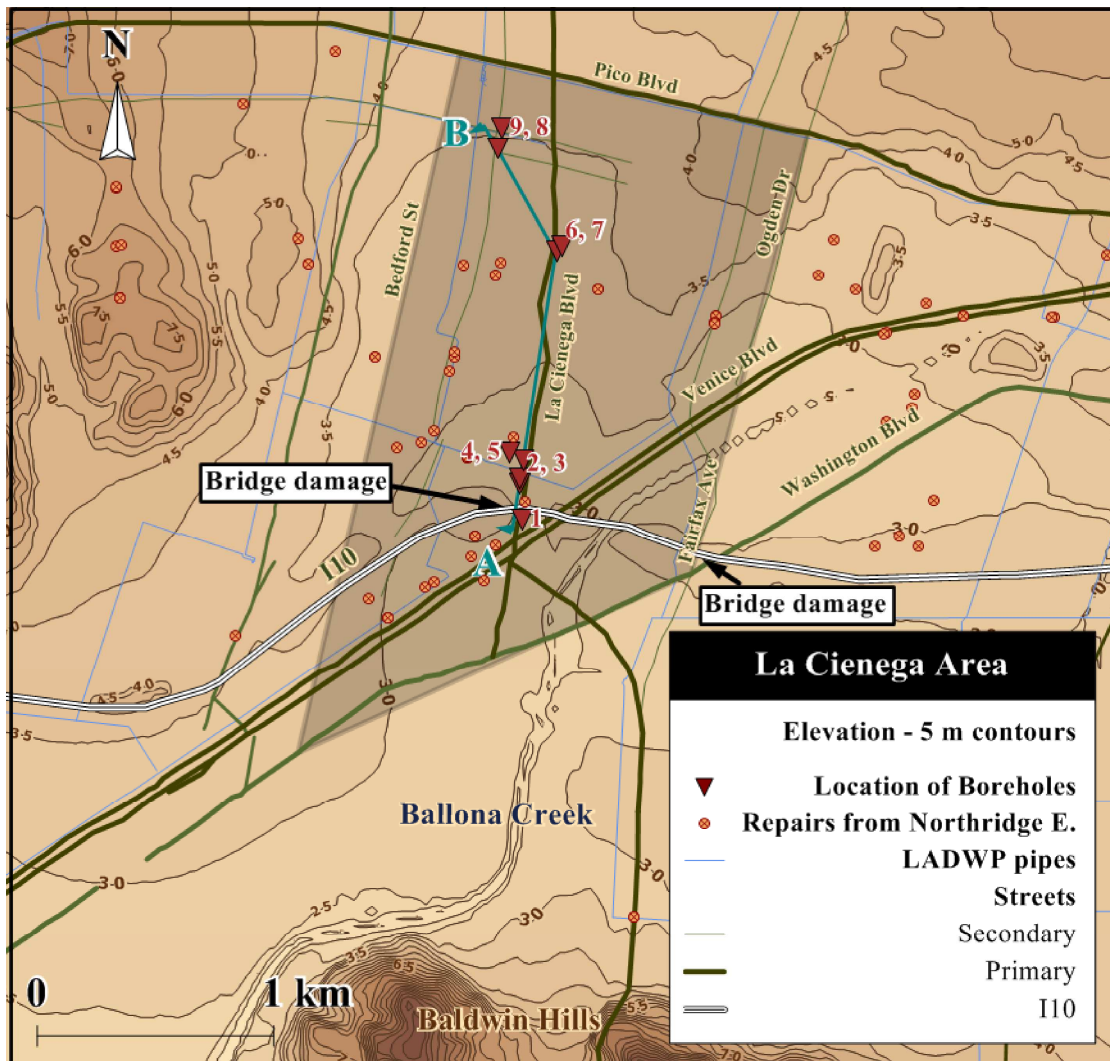 N
Pico Blvd
B
9, 8
Bedford St
Ogden Dr
6, 7
La Cienega Blvd
Venice Blvd
4, 5
2, 3
Bridge damage
1
Washington Blvd
Fairfax Ave
I10
A
Bridge damage
La Cienega Area
Elevation - 5 m contours
Location of Boreholes
Repairs from Northridge E.
LADWP pipes
Streets
Secondary
Primary
I10
Ballona Creek
0
1 km
Baldwin Hills